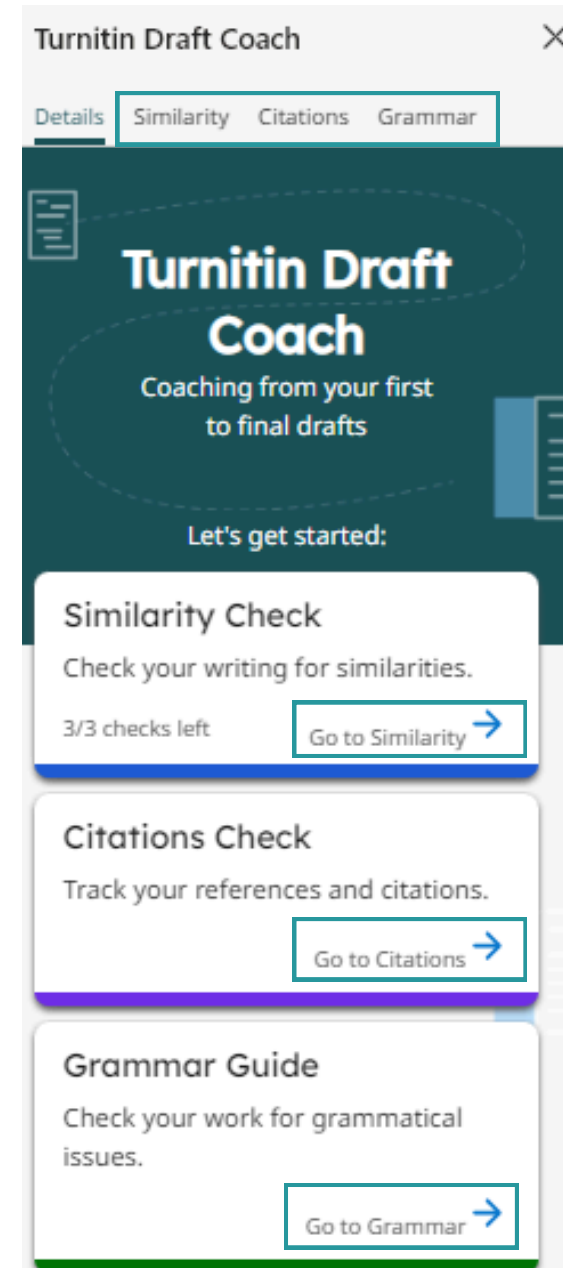 Turnitin Draft Coach
Details Similarity Citations Grammar
Turnitin Draft
Coach
Coaching from your first
to final drafts
Let's get started:
Similarity Check
Check your writing for similarities.
3/3 checks left Go to Similarity
Citations Check
Track your references and citations.
Go to Citations
Grammar Guide
Check your work for grammatical
issues.
Go to Grammar